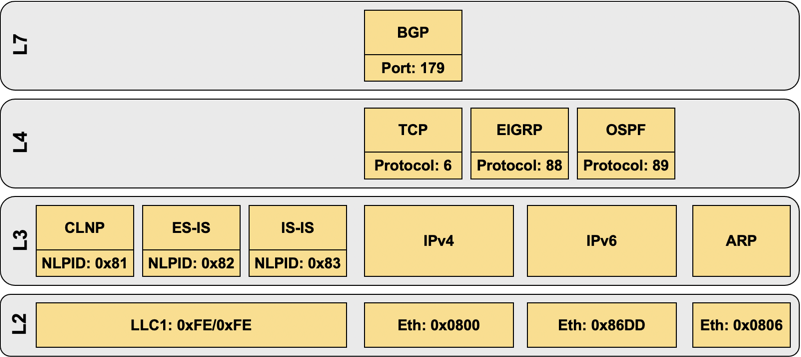 L7
BGP
Port: 179
L4
TCP
EIGRP
OSPF
Protocol: 6
Protocol: 88
Protocol: 89
L3
CLNP
ES-IS
IS-IS
IPv4
IPv6
ARP
NLPID: 0x81
NLPID: 0x82
NLPID: 0x83
L2
LLC1: 0xFE/0xFE
Eth: 0x0800
Eth: 0x86DD
Eth: 0x0806